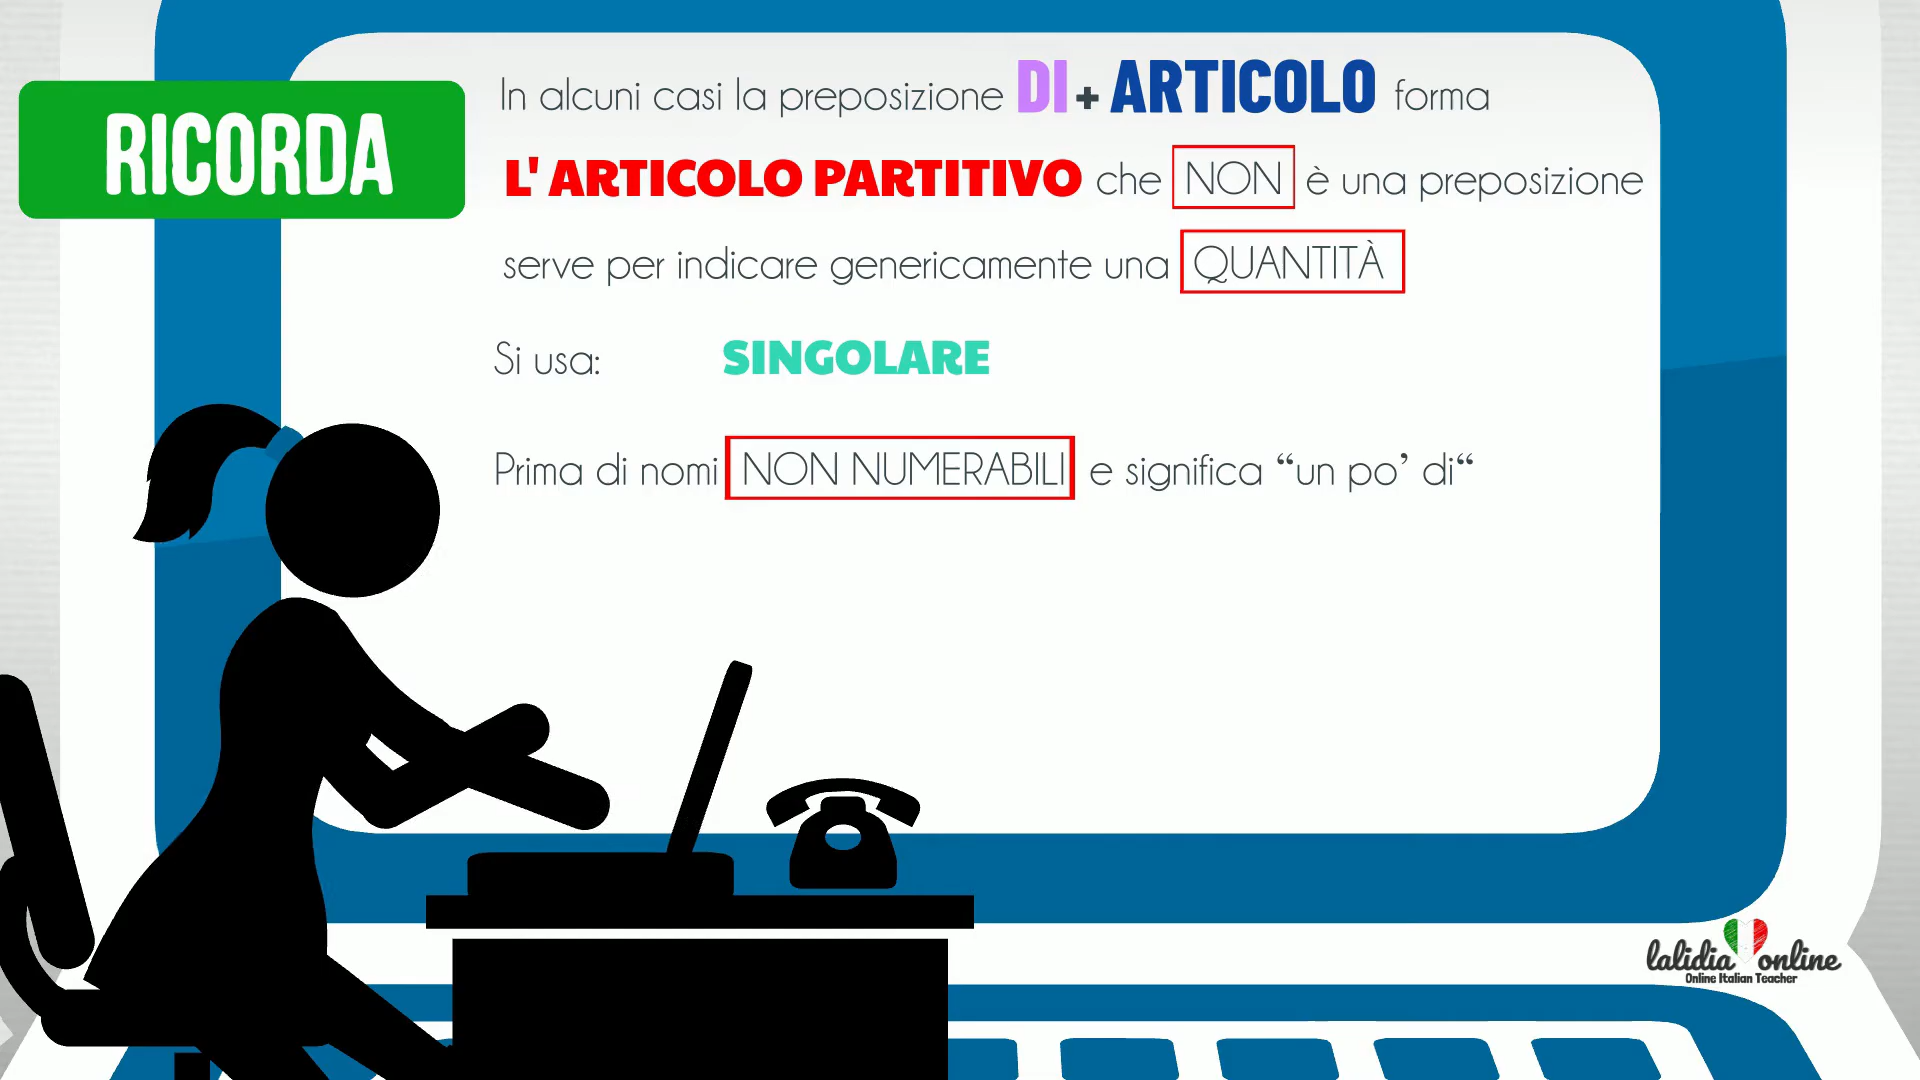 RICORDA
In alcuni casi la preposizione DI + ARTICOLO forma
L' ARTICOLO PARTITIVO che NON è una preposizione
serve per indicare genericamente una QUANTITÀ
Si usa: SINGOLARE
Prima di nomi NON NUMERABILI e significa “un po’ di“
lalidia online
Online Italian Teacher